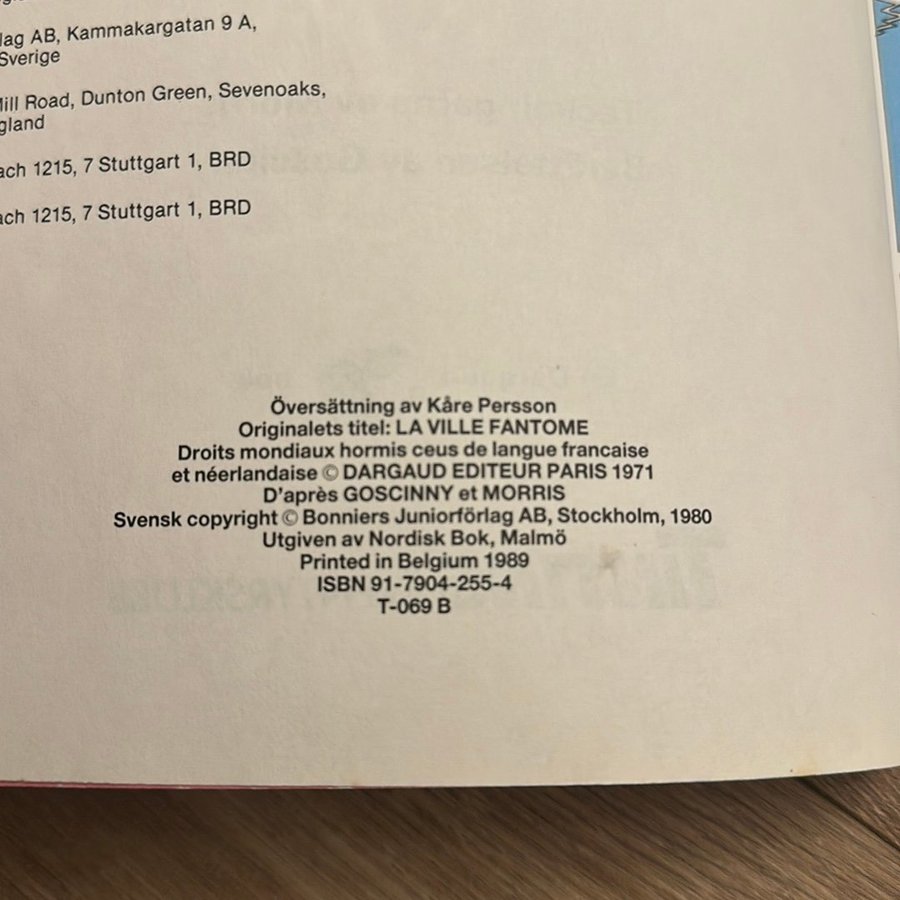 lag AB, Kammakargatan 9 A,
Sverige
Mill Road, Dunton Green, Sevenoaks,
gland
ach 1215, 7 Stuttgart 1, BRD
ach 1215, 7 Stuttgart 1, BRD
Översättning av Kåre Persson
Originalets titel: LA VILLE FANTOME
Droits mondiaux hormis ceus de langue francaise
et néerlandaise © DARGAUD EDITEUR PARIS 1971
D'après GOSCINNY et MORRIS
Svensk copyright © Bonniers Juniorförlag AB, Stockholm, 1980
Utgiven av Nordisk Bok, Malmö
Printed in Belgium 1989
ISBN 91-7904-255-4
T-069 B